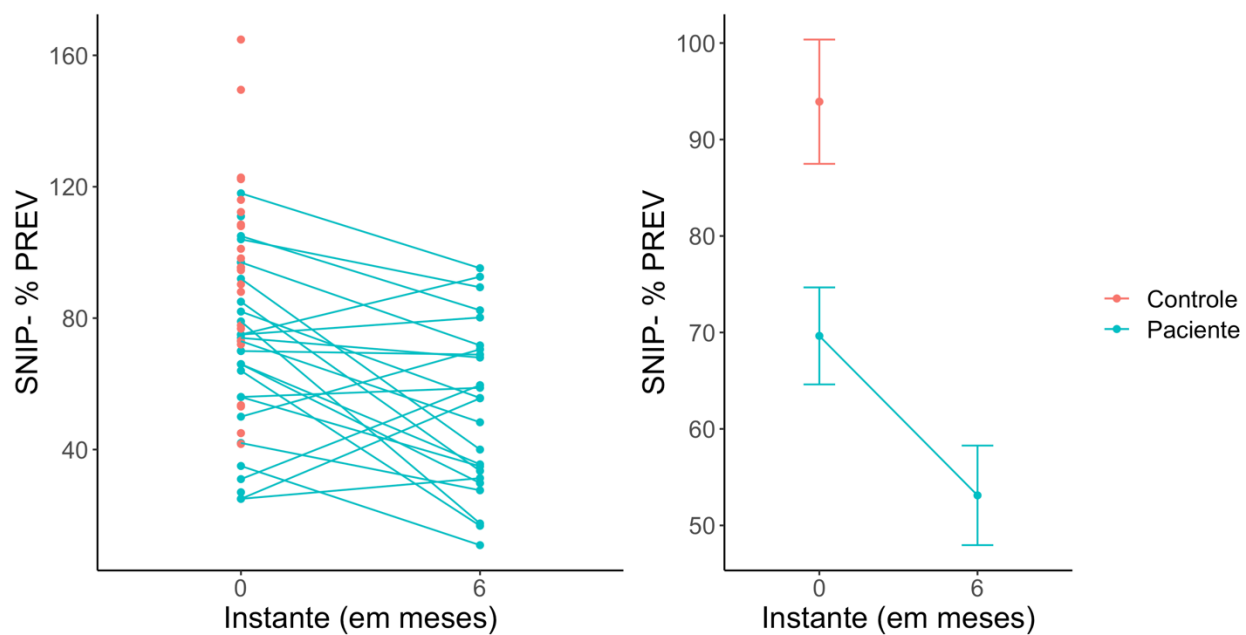 SNIP- % PREV
160
120
80
40
0
6
Instante (em meses)
SNIP- % PREV
100
90
80
70
60
50
0
6
Instante (em meses)
Controle
Paciente